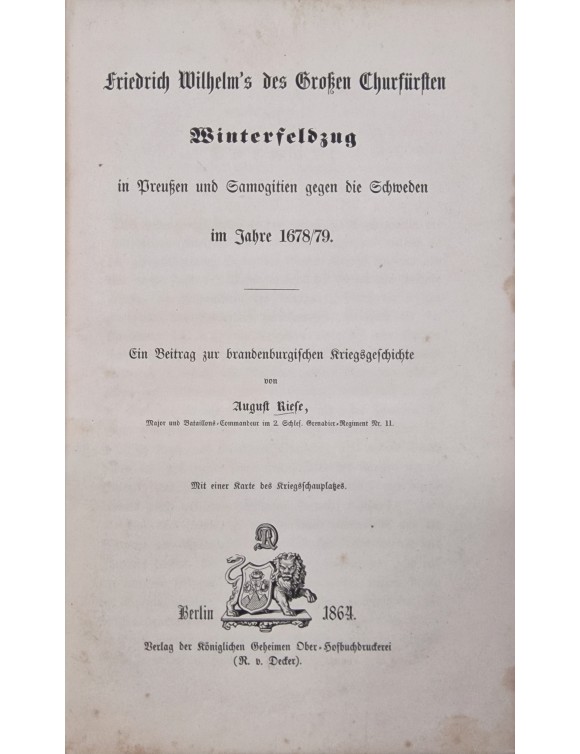 Friedrich Wilhelm's des Großen Churfürsten
Winterfeldzug
in Preußen und Samogitien gegen die Schweden
im Jahre 1678/79.
Ein Beitrag zur brandenburgischen Kriegsgeschichte
von
August Riese,
Major und Bataillons-Commandeur im 2. Schles. Grenadier-Regiment Nr. 11.
Mit einer Karte des Kriegsschauplatzes.
Berlin 1864.
Verlag der Königlichen Geheimen Ober-Hofbuchdruckerei
(R. v. Decker).